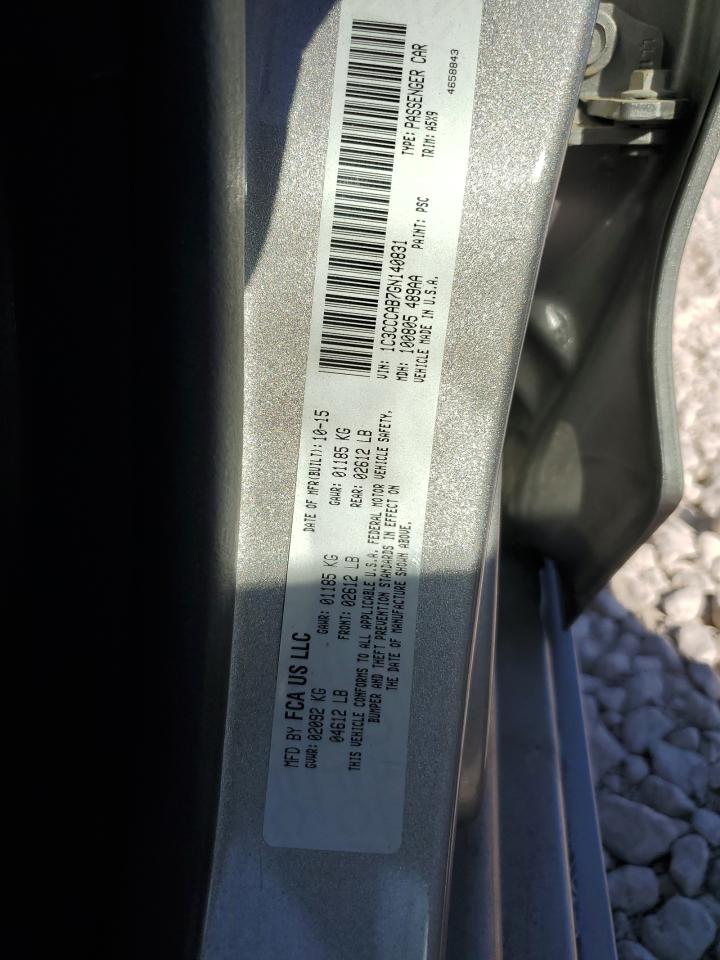 MFD BY FCA US LLC
DATE OF MFR(BUILT): 10-15
GVWR: 02092 KG
GAWR: 01185 KG
GAWR: 01185 KG
04612 LB
FRONT: 02612 LB
REAR: 02612 LB
THIS VEHICLE CONFORMS TO ALL APPLICABLE U.S.A. FEDERAL MOTOR VEHICLE SAFETY,
BUMPER AND THEFT PREVENTION STANDARDS IN EFFECT ON
THE DATE OF MANUFACTURE SHOWN ABOVE.
VIN: 1C3CCCAB7GN140831
TYPE: PASSENGER CAR
MDH: 100805 489AA
PAINT: PSC
TRIM: A5X9
VEHICLE MADE IN U.S.A.
4658843